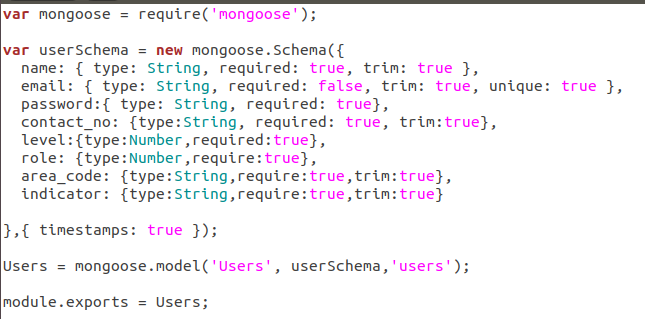 var mongoose = require('mongoose');

var userSchema = new mongoose.Schema({
  name: { type: String, required: true, trim: true },
  email: { type: String, required: false, trim: true, unique: true },
  password:{ type: String, required: true},
  contact_no: {type:String, required: true, trim:true},
  level:{type:Number,required:true},
  role: {type:Number,require:true},
  area_code: {type:String,require:true,trim:true},
  indicator: {type:String,require:true,trim:true}

},{ timestamps: true });

Users = mongoose.model('Users', userSchema,'users');

module.exports = Users;